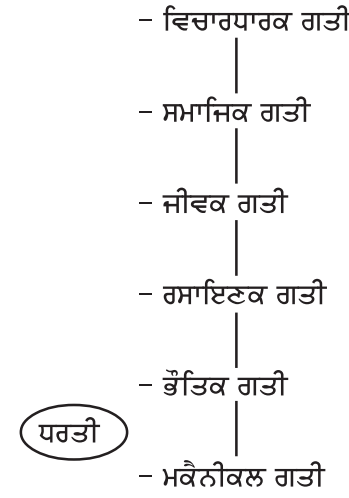 – ਵਿਚਾਰਧਾਰਕ ਗਤੀ
– ਸਮਾਜਿਕ ਗਤੀ
– ਜੀਵਕ ਗਤੀ
– ਰਸਾਇਣਕ ਗਤੀ
– ਭੌਤਿਕ ਗਤੀ
ਧਰਤੀ
– ਮਕੈਨੀਕਲ ਗਤੀ